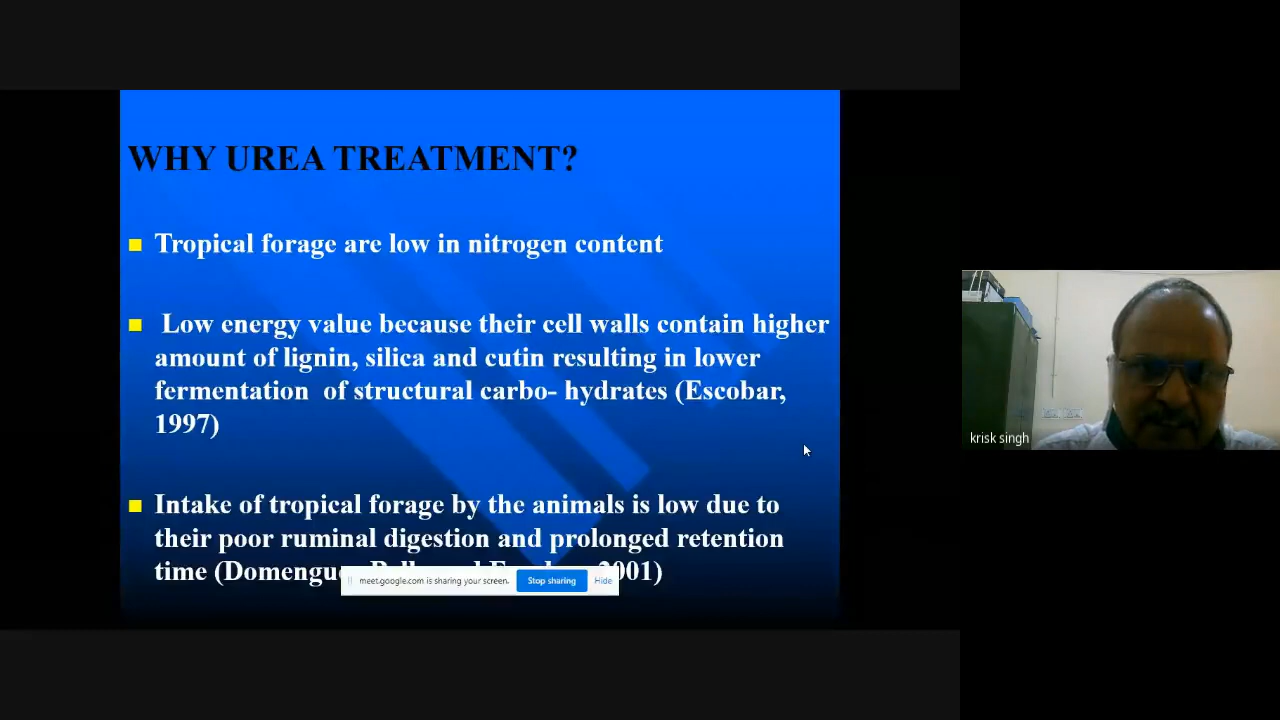 WHY UREA TREATMENT?
Tropical forage are low in nitrogen content
Low energy value because their cell walls contain higher
amount of lignin, silica and cutin resulting in lower
fermentation of structural carbo- hydrates (Escobar,
1997)
Intake of tropical forage by the animals is low due to
their poor ruminal digestion and prolonged retention
time (Domengue
2001)
meet.google.com is sharing your screen.
Stop sharing
Hide
krisk singh